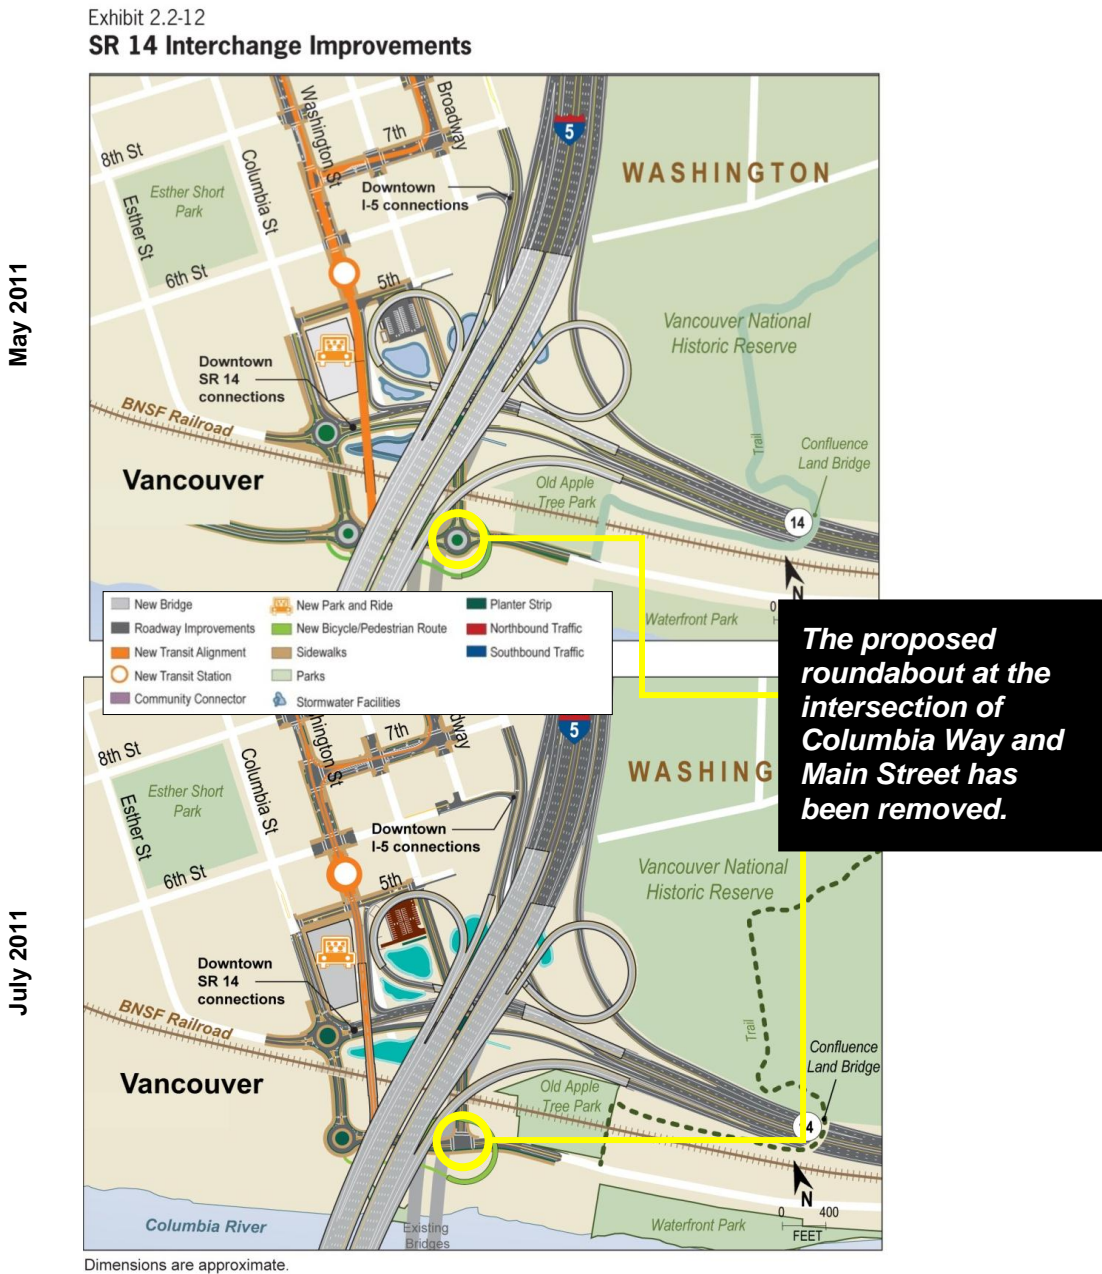 Exhibit 2.2-12
SR 14 Interchange Improvements
May 2011
8th St
Esther Short
Park
Esther St
Columbia St
Washington St
7th
Broadway
6th St
5th
Downtown
I-5 connections
5
WASHINGTON
Vancouver National
Historic Reserve
Downtown
SR 14
connections
BNSF Railroad
Vancouver
Old Apple
Tree Park
Trail
Confluence
Land Bridge
14
N
0
Waterfront Park
New Bridge
Roadway Improvements
New Transit Alignment
New Transit Station
Community Connector
New Park and Ride
New Bicycle/Pedestrian Route
Sidewalks
Parks
Stormwater Facilities
Planter Strip
Northbound Traffic
Southbound Traffic
The proposed
roundabout at the
intersection of
Columbia Way and
Main Street has
been removed.
July 2011
8th St
Esther Short
Park
Esther St
Columbia St
hington St
7th
dway
6th St
5th
Downtown
I-5 connections
5
WASHING
Vancouver National
Historic Reserve
Downtown
SR 14
connections
BNSF Railroad
Vancouver
Old Apple
Tree Park
Trail
Confluence
Land Bridge
4
N
0 400
FEET
Columbia River
Existing
Bridges
Waterfront Park
Dimensions are approximate.